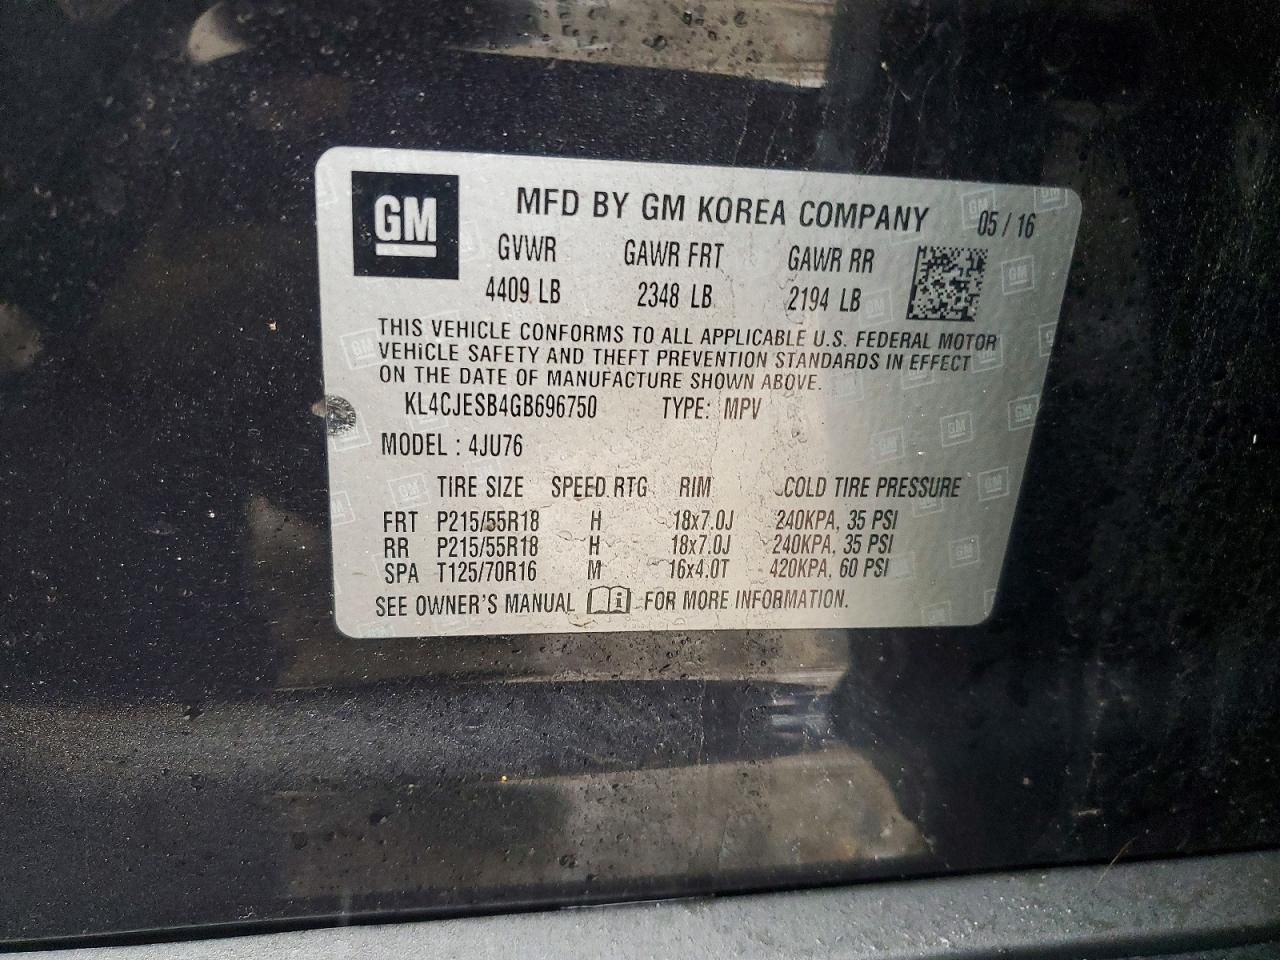 GM
MFD BY GM KOREA COMPANY 05 / 16
GVWR GAWR FRT GAWR RR
4409 LB 2348 LB 2194 LB
THIS VEHICLE CONFORMS TO ALL APPLICABLE U.S. FEDERAL MOTOR
VEHICLE SAFETY AND THEFT PREVENTION STANDARDS IN EFFECT
ON THE DATE OF MANUFACTURE SHOWN ABOVE.
KL4CJESB4GB696750 TYPE: MPV
MODEL : 4JU76
TIRE SIZE SPEED RTG RIM COLD TIRE PRESSURE
FRT P215/55R18 H 18x7.0J 240KPA, 35 PSI
RR P215/55R18 H 18x7.0J 240KPA, 35 PSI
SPA T125/70R16 M 16x4.0T 420KPA, 60 PSI
SEE OWNER'S MANUAL FOR MORE INFORMATION.